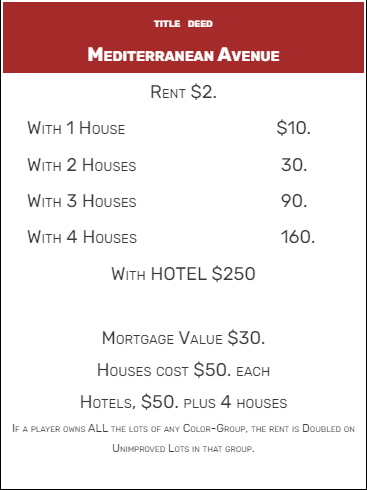 TITLE DEED
MEDITERRANEAN AVENUE
RENT $2.
WITH 1 HOUSE $10.
WITH 2 HOUSES 30.
WITH 3 HOUSES 90.
WITH 4 HOUSES 160.
WITH HOTEL $250
MORTGAGE VALUE $30.
HOUSES COST $50. EACH
HOTELS, $50. PLUS 4 HOUSES
IF A PLAYER OWNS ALL THE LOTS OF ANY COLOR-GROUP, THE RENT IS DOUBLED ON
UNIMPROVED LOTS IN THAT GROUP.